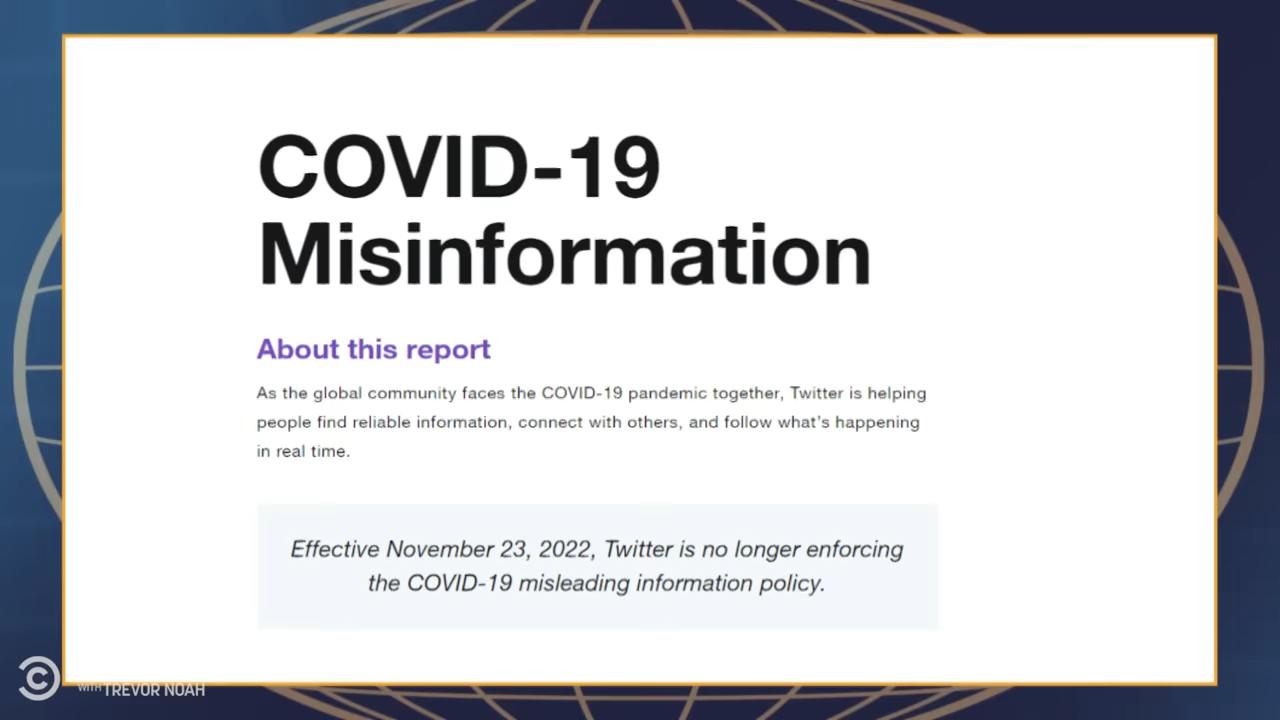 COVID-19
Misinformation
About this report
As the global community faces the COVID-19 pandemic together, Twitter is helping
people find reliable information, connect with others, and follow what's happening
in real time.
Effective November 23, 2022, Twitter is no longer enforcing
the COVID-19 misleading information policy.
WITH TREVOR NOAH